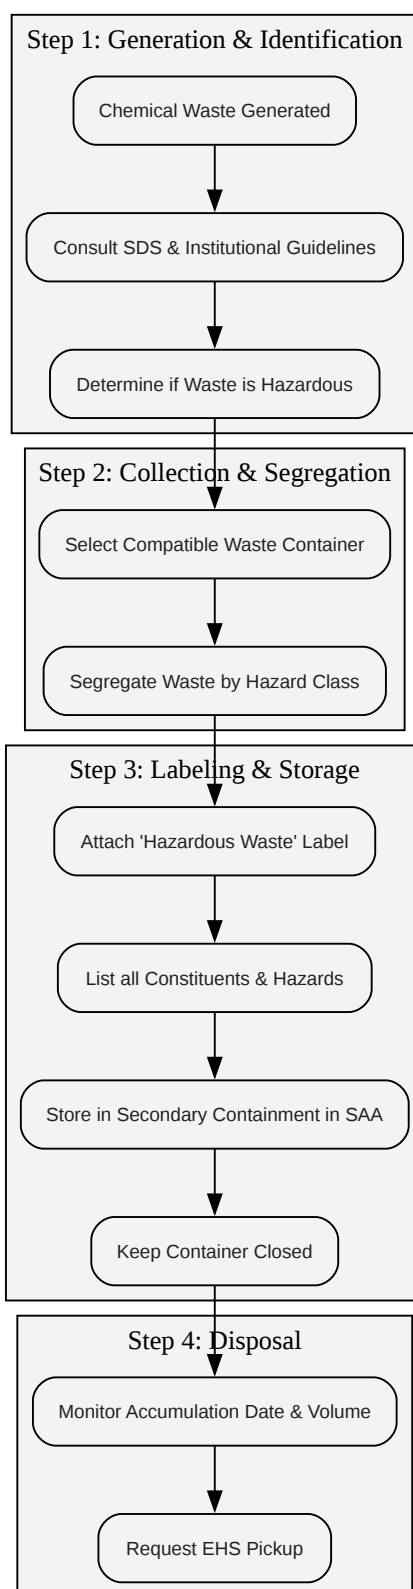 Step 1: Generation & Identification
Chemical Waste Generated
Consult SDS & Institutional Guidelines
Determine if Waste is Hazardous
Step 2: Collection & Segregation
Select Compatible Waste Container
Segregate Waste by Hazard Class
Step 3: Labeling & Storage
Attach 'Hazardous Waste' Label
List all Constituents & Hazards
Store in Secondary Containment in SAA
Keep Container Closed
Step 4: Disposal
Monitor Accumulation Date & Volume
Request EHS Pickup